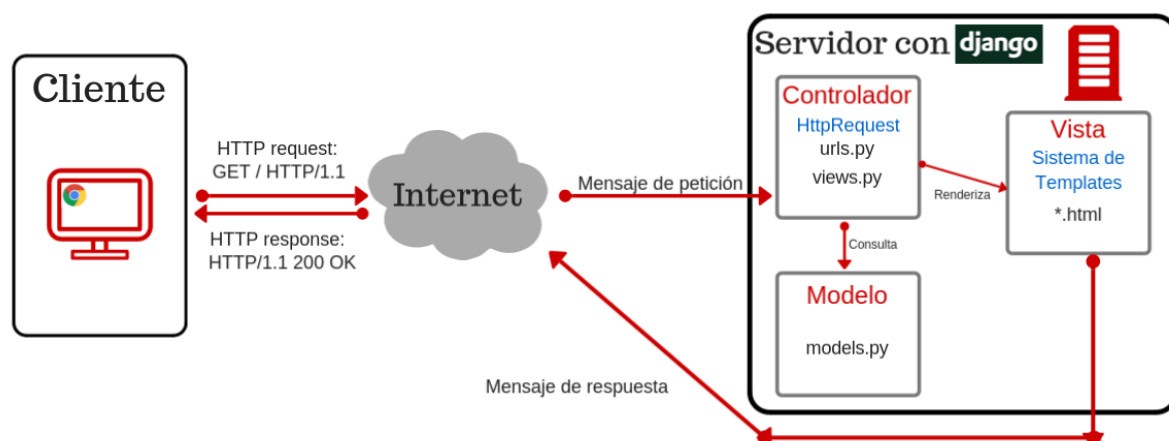 Cliente
HTTP request:
GET / HTTP/1.1
HTTP response:
HTTP/1.1 200 OK
Internet
Mensaje de petición
Mensaje de respuesta
Servidor con django
Controlador
HttpRequest
urls.py
views.py
Renderiza
Consulta
Modelo
models.py
Vista
Sistema de
Templates
*.html